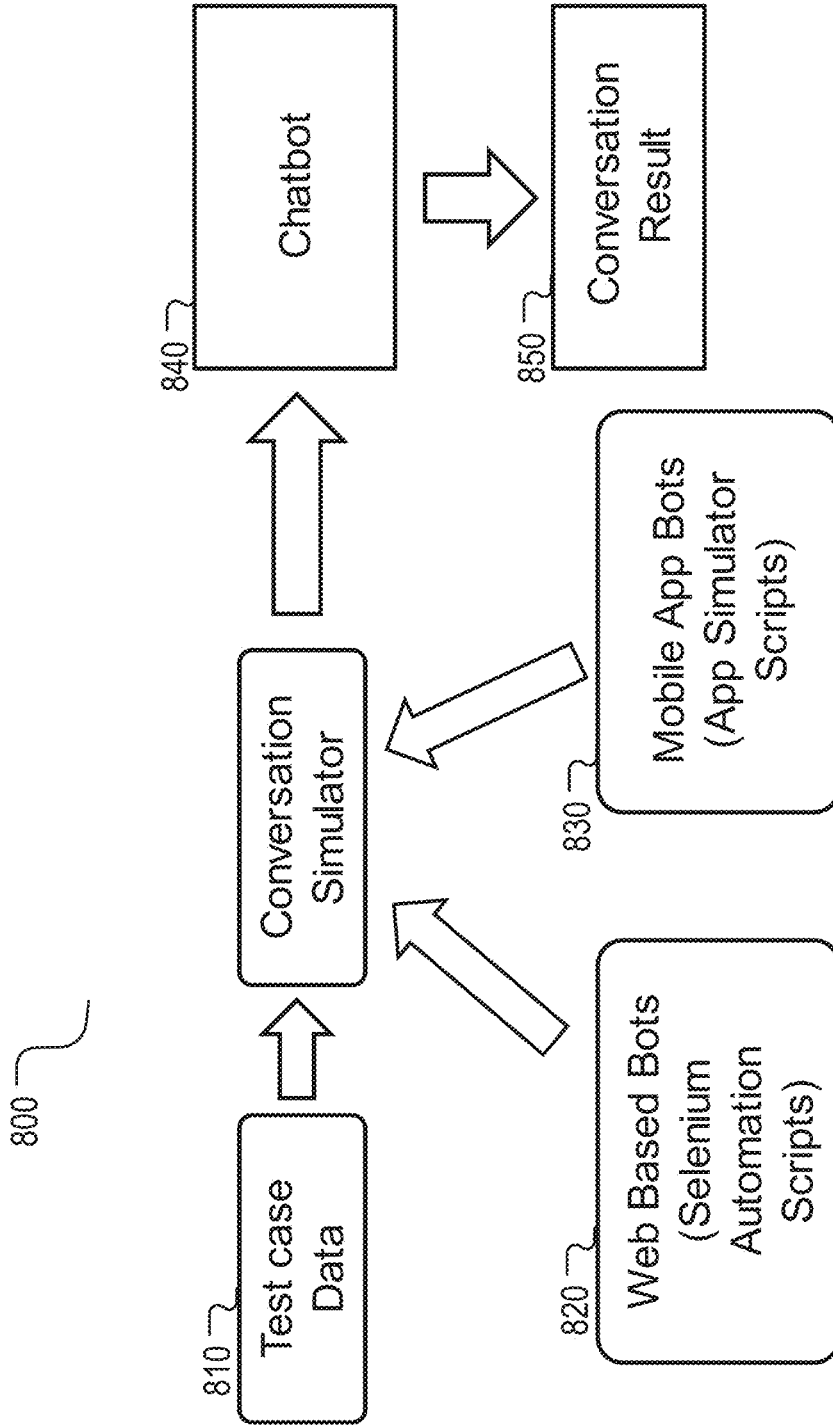 800
810
Test case
Data
Conversation
Simulator
840
Chatbot
820
Web Based Bots
(Selenium
Automation
Scripts)
830
Mobile App Bots
(App Simulator
Scripts)
850
Conversation
Result